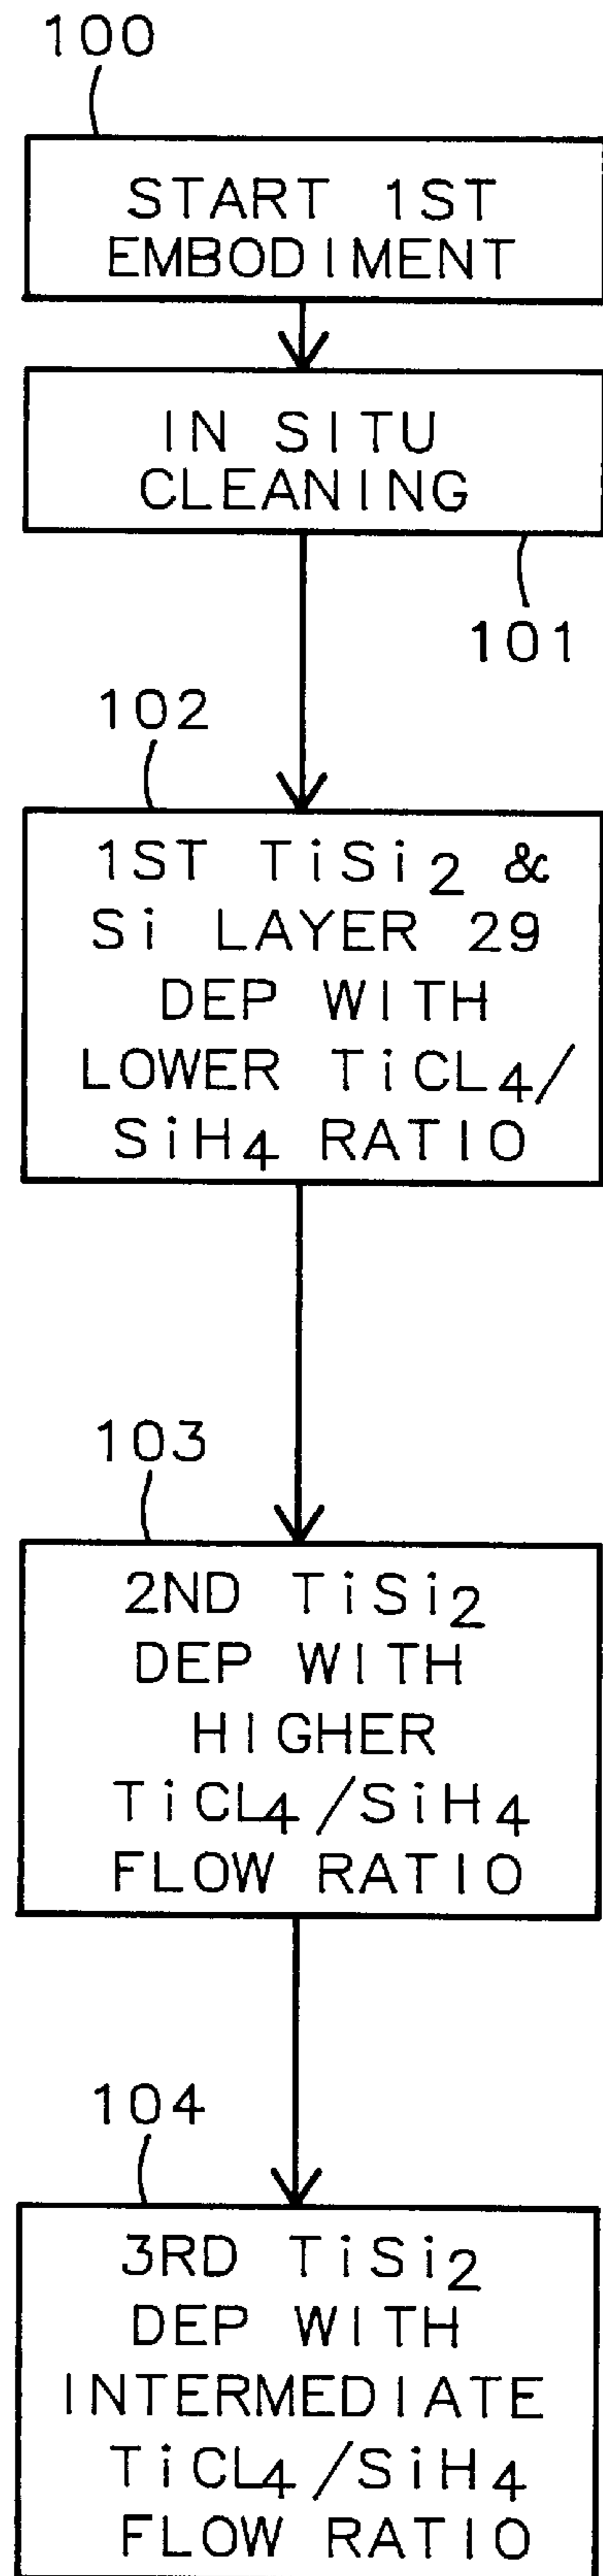 100
START 1ST
EMBODIMENT
IN SITU
CLEANING
101
102
1ST TiSi2 &
Si LAYER 29
DEP WITH
LOWER TiCL4/
SiH4 RATIO
103
2ND TiSi2
DEP WITH
HIGHER
TiCL4/SiH4
FLOW RATIO
104
3RD TiSi2
DEP WITH
INTERMEDIATE
TiCL4/SiH4
FLOW RATIO